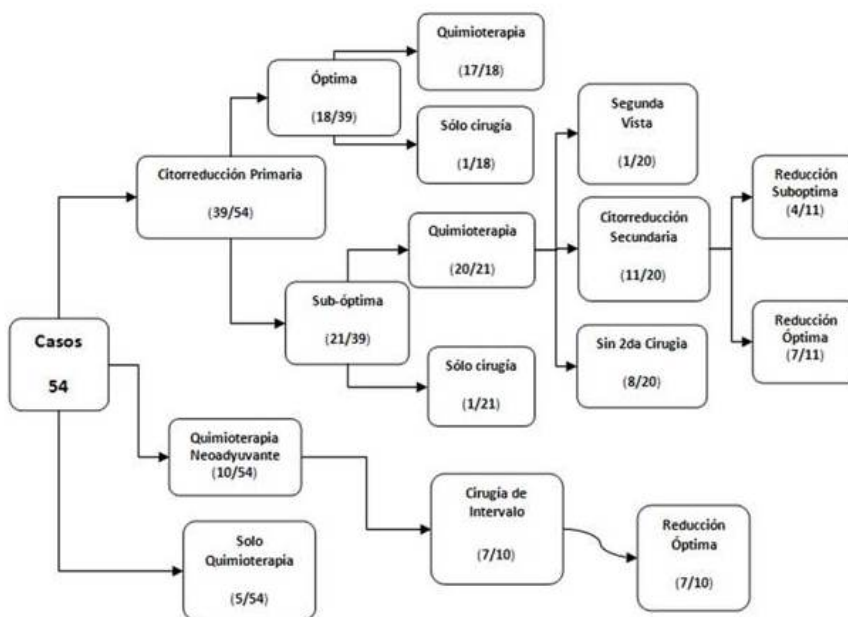 Quimioterapia
(17/18)
Óptima
(18/39)
Sólo cirugía
(1/18)
Segunda
Vista
(1/20)
Citorreducción Primaria
(39/54)
Reducción
Suboptima
(4/11)
Quimioterapia
(20/21)
Citorreducción
Secundaria
(11/20)
Sub-óptima
(21/39)
Reducción
Óptima
(7/11)
Casos
54
Sin 2da Cirugia
(8/20)
Sólo cirugía
(1/21)
Quimioterapia
Neoadyuvante
(10/54)
Cirugía de
Intervalo
(7/10)
Reducción
Óptima
(7/10)
Solo
Quimioterapia
(5/54)